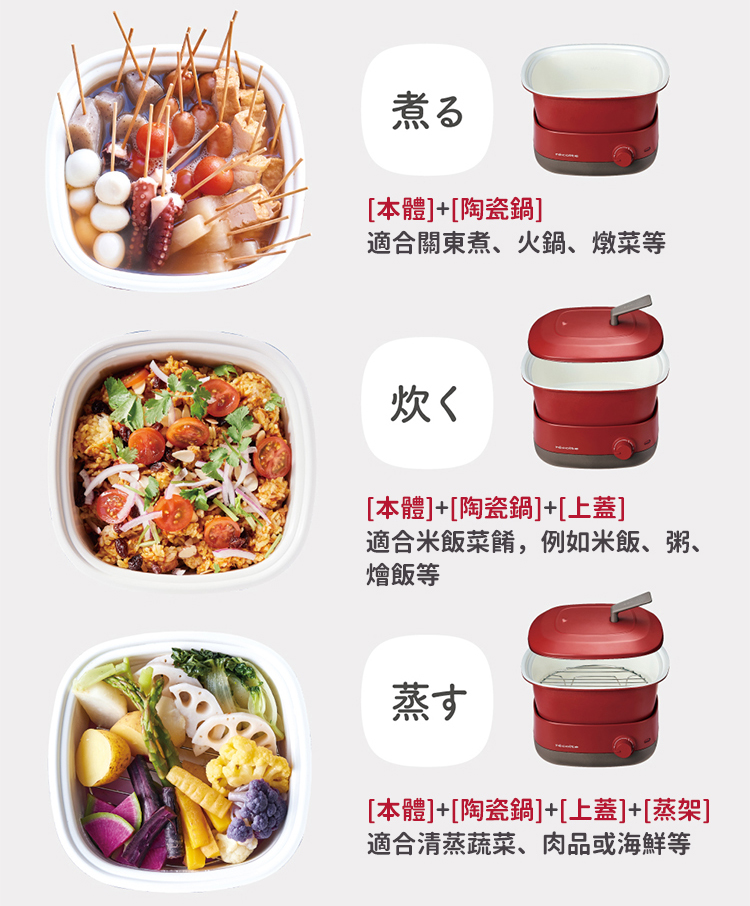 煮る
[本體]+[陶瓷鍋]
適合關東煮、火鍋、燉菜等
炊く
[本體]+[陶瓷鍋]+[上蓋]
適合米飯菜餚，例如米飯、粥、
燴飯等
蒸す
[本體]+[陶瓷鍋]+[上蓋]+[蒸架]
適合清蒸蔬菜、肉品或海鮮等